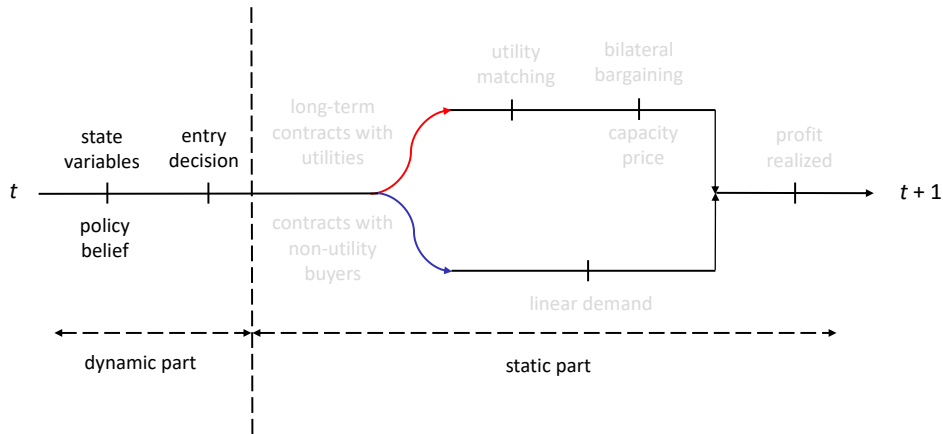 t
state
variables
policy
belief
entry
decision
long-term
contracts with
utilities
contracts with
non-utility
buyers
utility
matching
bilateral
bargaining
capacity
price
linear demand
profit
realized
t + 1
dynamic part
static part